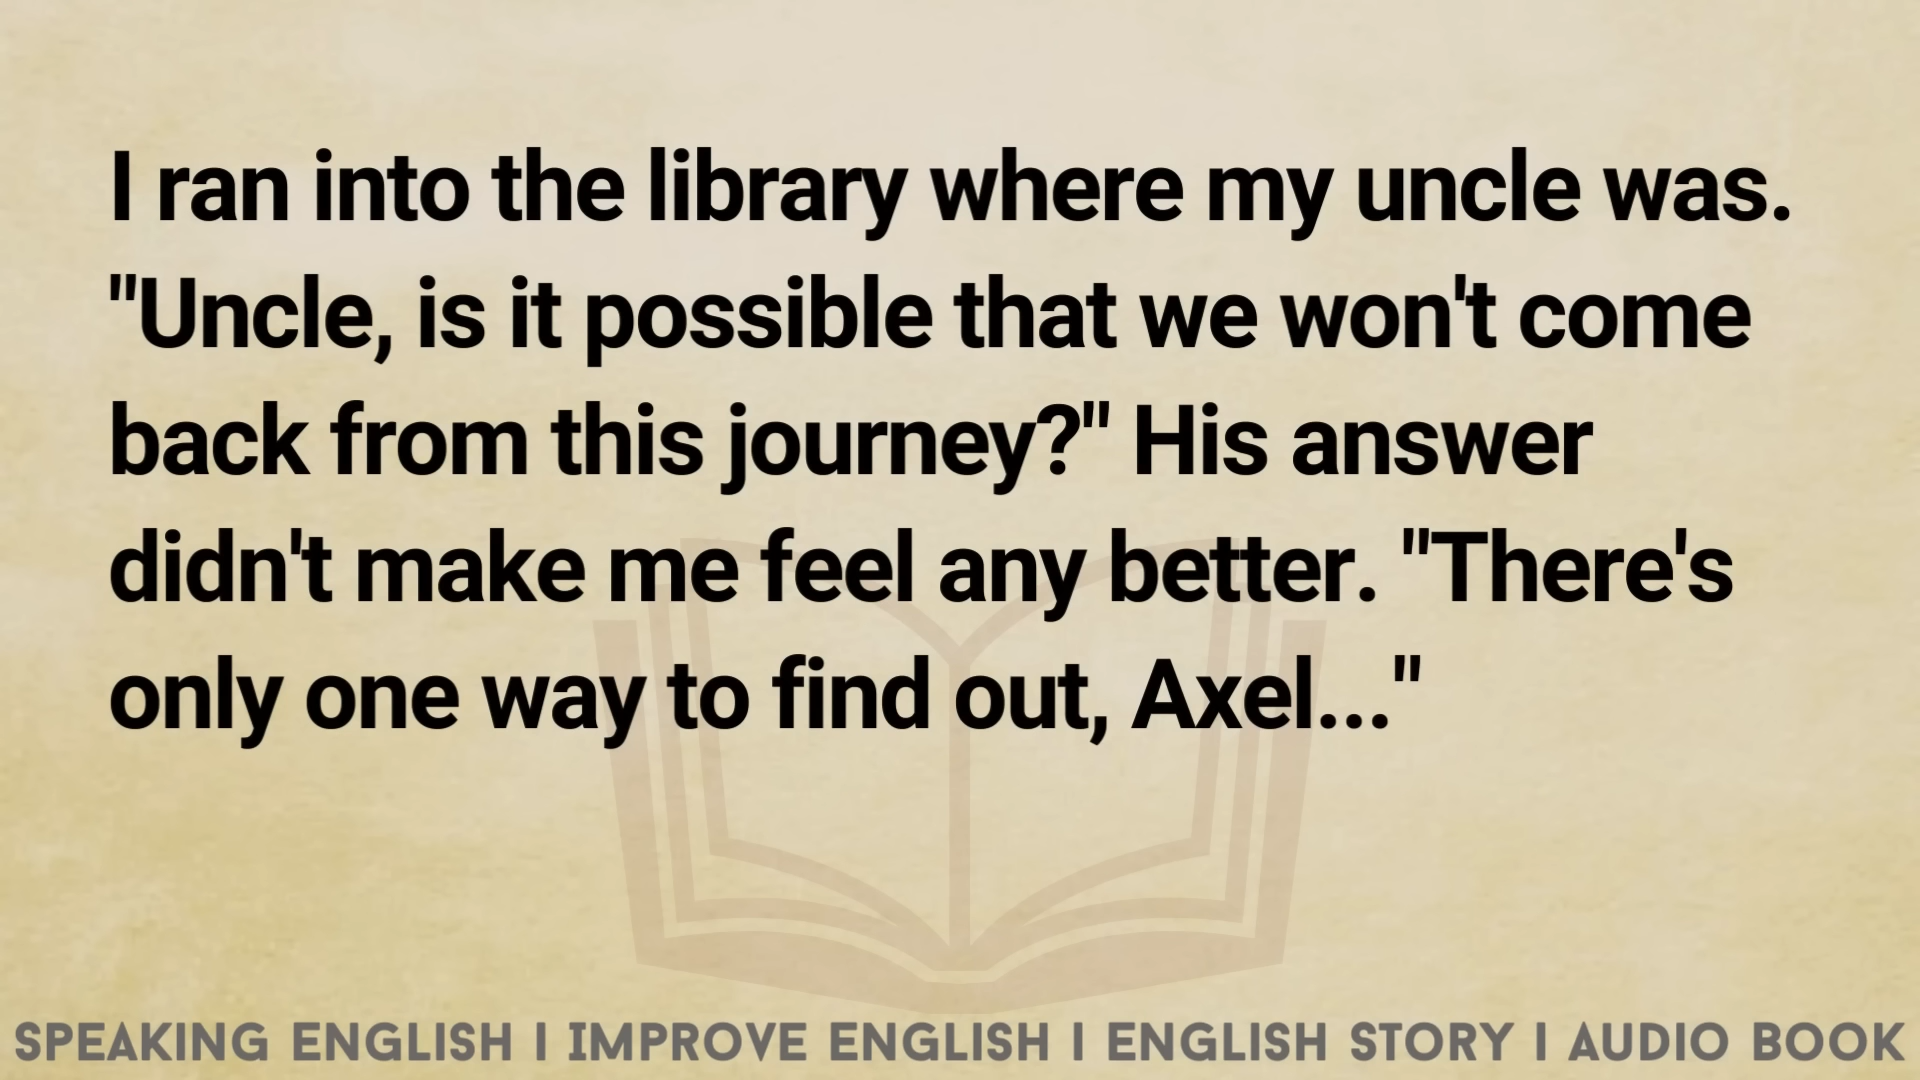 I ran into the library where my uncle was.
"Uncle, is it possible that we won't come
back from this journey?" His answer
didn't make me feel any better. "There's
only one way to find out, Axel..."
SPEAKING ENGLISH I IMPROVE ENGLISH I ENGLISH STORY I AUDIO BOOK